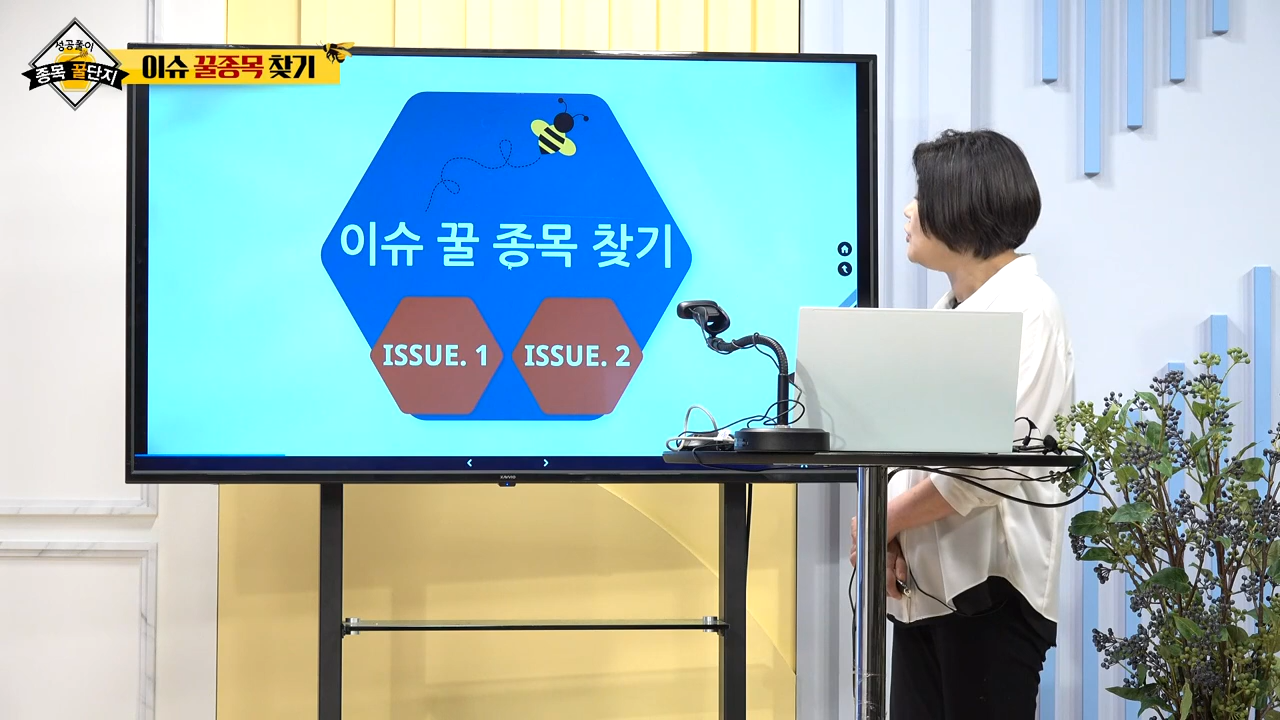 성공풀이
종목 꿀단지
이슈 꿀종목 찾기
이슈 꿀 종목 찾기
ISSUE. 1
ISSUE. 2